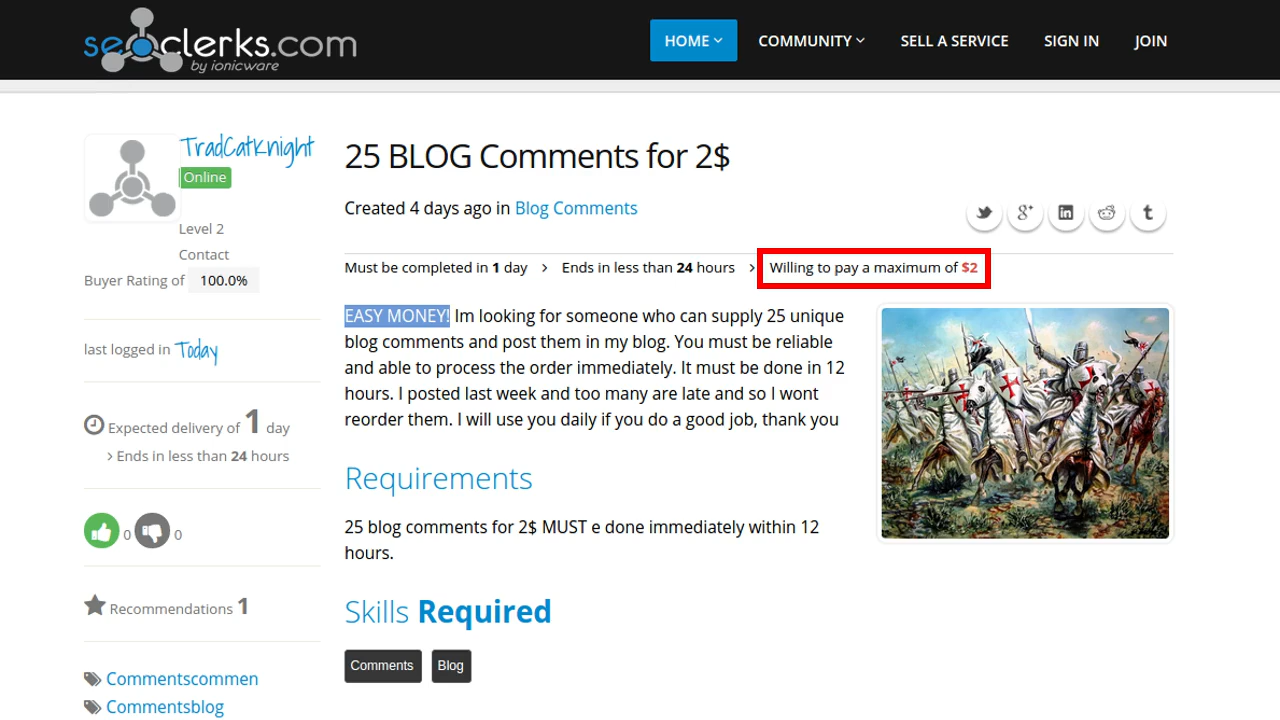 seoclerks.com
by ionicware
HOME
COMMUNITY
SELL A SERVICE
SIGN IN
JOIN
TradCatKnight
Online
Level 2
Contact
Buyer Rating of 100.0%
last logged in Today
Expected delivery of 1 day
› Ends in less than 24 hours
0 0
Recommendations 1
Commentscommen
Commentsblog
25 BLOG Comments for 2$
Created 4 days ago in Blog Comments
g+ in t
Must be completed in 1 day › Ends in less than 24 hours › Willing to pay a maximum of $2
EASY MONEY! Im looking for someone who can supply 25 unique
blog comments and post them in my blog. You must be reliable
and able to process the order immediately. It must be done in 12
hours. I posted last week and too many are late and so I wont
reorder them. I will use you daily if you do a good job, thank you
Requirements
25 blog comments for 2$ MUST e done immediately within 12
hours.
Skills Required
Comments Blog